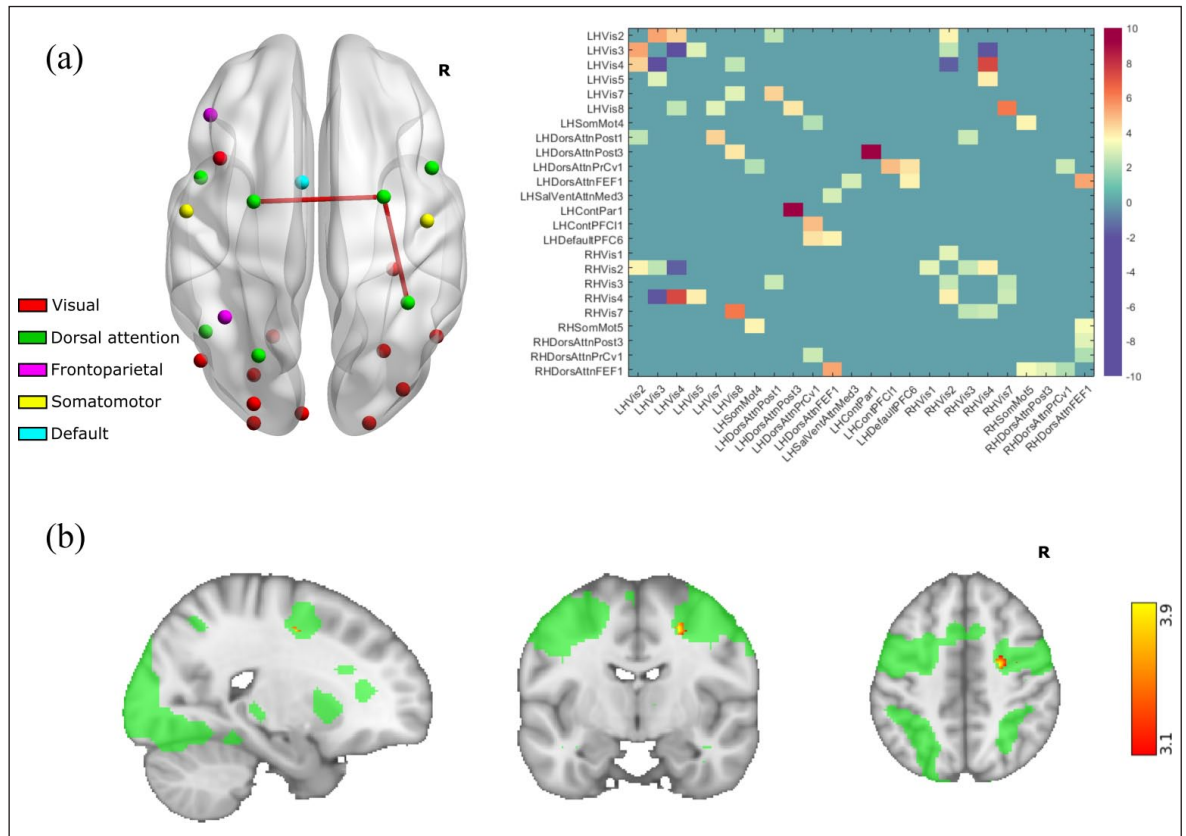 (a)
R
Visual
Dorsal attention
Frontoparietal
Somatomotor
Default
LHVis2
LHVis3
LHVis4
LHVis5
LHVis7
LHVis8
LHSomMot4
LHDorsAttnPost1
LHDorsAttnPost3
LHDorsAttnPrCv1
LHDorsAttnFEF1
LHSalVentAttnMed3
LHContPar1
LHContPFCl1
LHDefaultPFC6
RHVis1
RHVis2
RHVis3
RHVis4
RHVis7
RHSomMot5
RHDorsAttnPost3
RHDorsAttnPrCv1
RHDorsAttnFEF1
LHVis2
LHVis3
LHVis4
LHVis5
LHVis7
LHVis8
LHSomMot4
LHDorsAttnPost1
LHDorsAttnPost3
LHDorsAttnPrCv1
LHDorsAttnFEF1
LHSalVentAttnMed3
LHContPar1
LHContPFCl1
LHDefaultPFC6
RHVis1
RHVis2
RHVis3
RHVis4
RHVis7
RHSomMot5
RHDorsAttnPost3
RHDorsAttnPrCv1
RHDorsAttnFEF1
10
8
6
4
2
0
-2
-4
-6
-8
-10
(b)
R
3.9
3.1